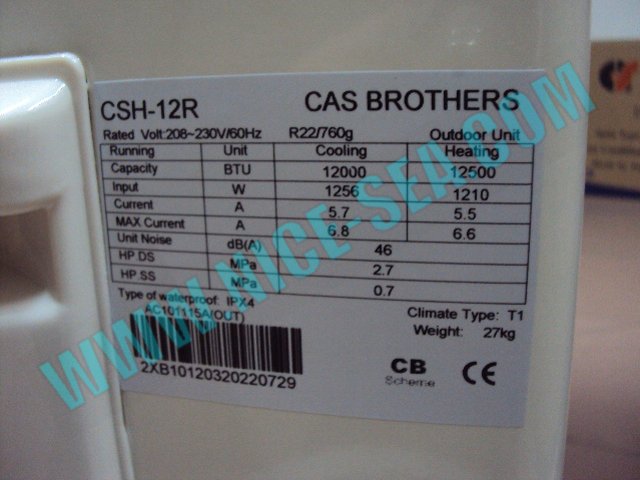 CSH-12R CAS BROTHERS
Rated Volt:208~230V/60Hz R22/760g Outdoor Unit
Running Unit Cooling Heating
Capacity BTU 12000 12500
Input W 1256 1210
Current A 5.7 5.5
MAX Current A 6.8 6.6
Unit Noise dB(A) 46
HP.DS MPa 2.7
HP.SS MPa 0.7
Type of waterproof: IPX4 Climate Type: T1
AC101115A(OUT) Weight: 27kg
2XB10120320220729
CB
Scheme
CE
WWW.NICE-SEA.COM